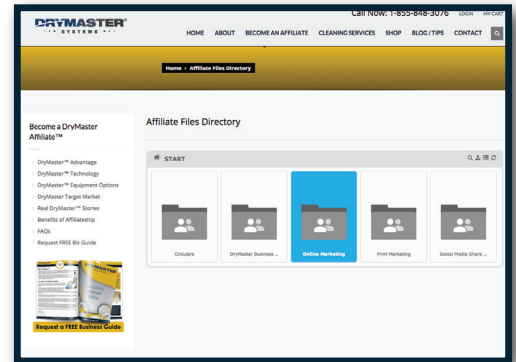 DRYMASTER®
SYSTEMS
Call Now: 1-855-848-3076 LOGIN MY CART
HOME ABOUT BECOME AN AFFILIATE CLEANING SERVICES SHOP BLOG / TIPS CONTACT
Home › Affiliate Files Directory
Become a DryMaster
Affiliate™
DryMaster™ Advantage
DryMaster™ Technology
DryMaster™ Equipment Options
DryMaster Target Market
Real DryMaster™ Stories
Benefits of Affiliateship
FAQs
Request FREE Biz Guide
Request a FREE Business Guide
Affiliate Files Directory
START
Circulars
DryMaster Business ...
Online Marketing
Print Marketing
Social Media Share ...